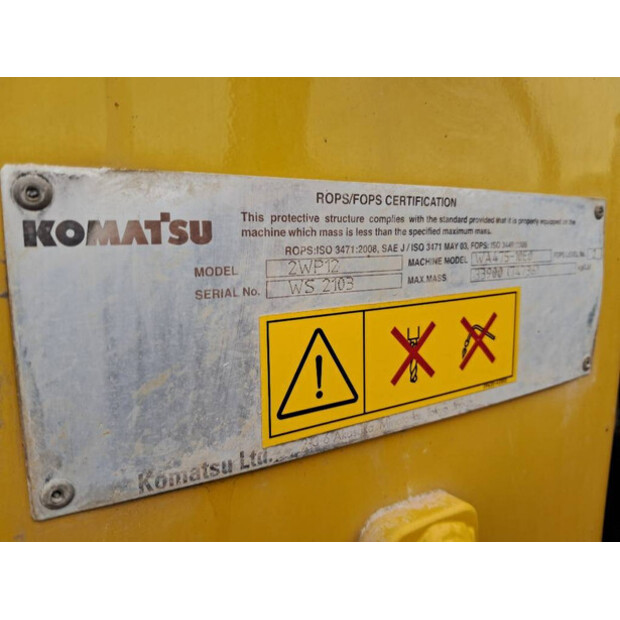 ROPS/FOPS CERTIFICATION
KOMATSU
This protective structure complies with the standard provided that it is properly equipped on the
machine which mass is less than the specified maximum mass.
ROPS:ISO 3471:2008, SAE J / ISO 3471 MAY 03, FOPS: ISO 3449:
MODEL 2WP12 MACHINE MODEL WA475-10E0
SERIAL No. WS 2103 MAX.MASS 33900
Komatsu Ltd.